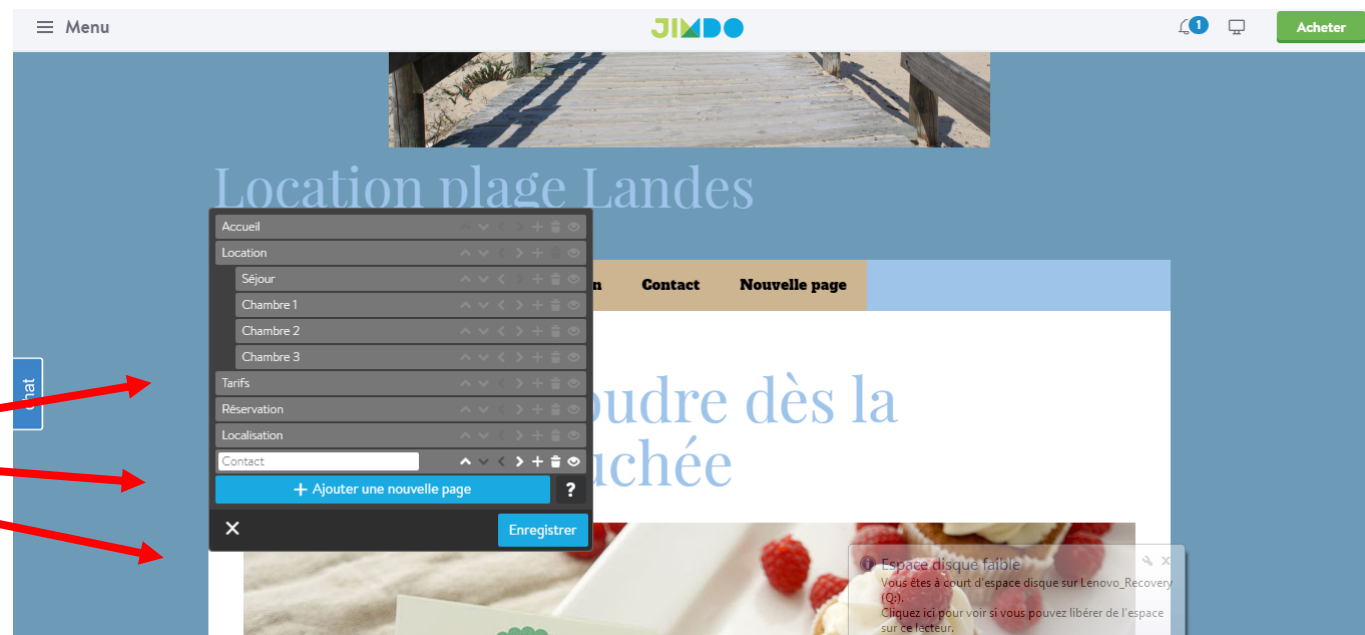 Menu
JIMDO
1
Acheter
Location plage Landes
Accueil
Location
Séjour
Chambre 1
Chambre 2
Chambre 3
Tarifs
Réservation
Localisation
Contact
+ Ajouter une nouvelle page
?
X
Enregistrer
n Contact Nouvelle page
oudre dès la
uchée
Chat
Espace disque faible
Vous êtes à court d'espace disque sur Lenovo_Recovery
(Q:).
Cliquez ici pour voir si vous pouvez libérer de l'espace
sur ce lecteur.